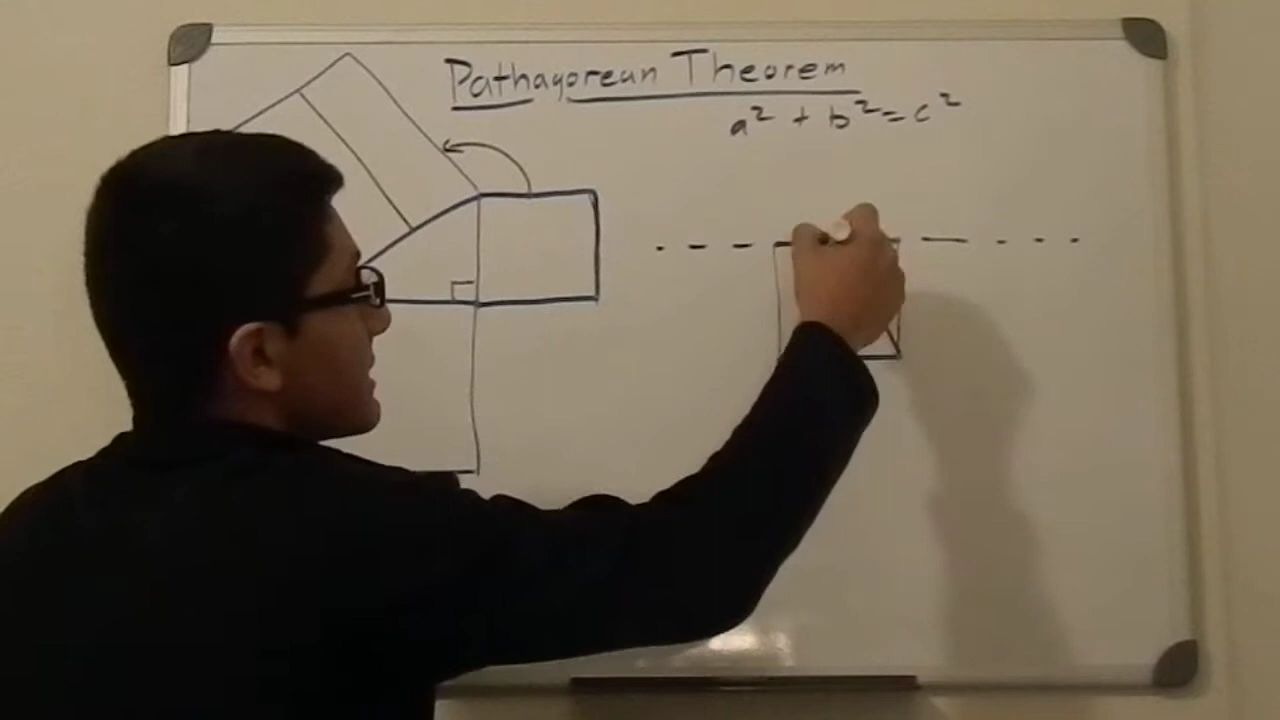 Pathagorean Theorem
a² + b² = c²